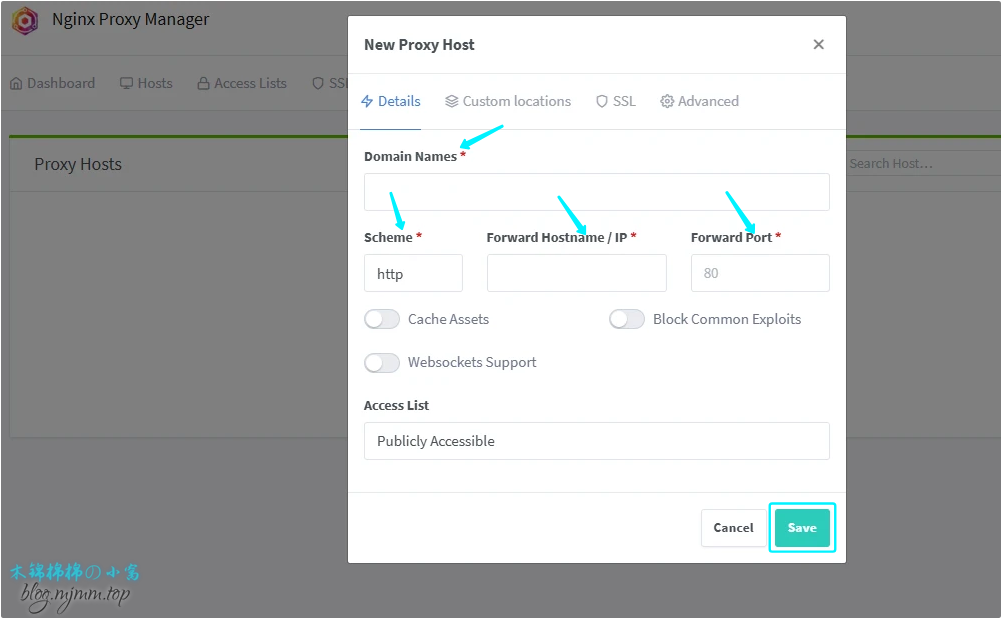 Nginx Proxy Manager
Dashboard Hosts Access Lists SSL
Proxy Hosts
Search Host…
New Proxy Host
Details Custom locations SSL Advanced
Domain Names *
Scheme * Forward Hostname / IP * Forward Port *
http 80
Cache Assets Block Common Exploits
Websockets Support
Access List
Publicly Accessible
Cancel Save
木锦棉棉の小窝
blog.mjmm.top